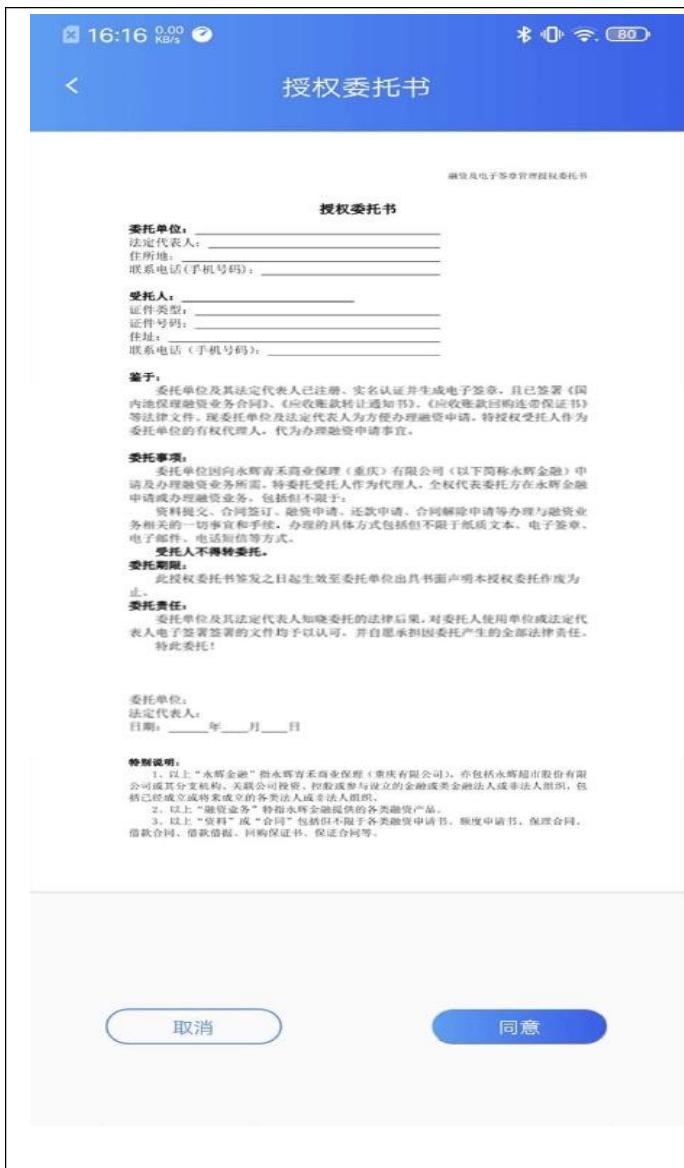 16:16 0.00 KB/s 80
授权委托书
融资及电子签章管理授权委托书
授权委托书
委托单位：
法定代表人：
住所地：
联系电话(手机号码)：
受托人：
证件类型：
证件号码：
住址：
联系电话（手机号码）：
鉴于：
委托单位及其法定代表人已注册、实名认证并生成电子签章，且已签署《国
内池保理融资业务合同》、《应收账款转让通知书》、《应收账款回购连带保证书》
等法律文件。现委托单位及法定代表人为方便办理融资申请，特授权受托人作为
委托单位的有权代理人，代为办理融资申请事宜。
委托事项：
委托单位因向永辉青禾商业保理（重庆）有限公司（以下简称永辉金融）申
请及办理融资业务所需，特委托受托人作为代理人，全权代表委托方在永辉金融
申请或办理融资业务，包括但不限于：
资料提交、合同签订、融资申请、还款申请、合同解除申请等办理与融资业
务相关的一切事宜和手续，办理的具体方式包括但不限于纸质文本、电子签章、
电子邮件、电话短信等方式。
受托人不得转委托。
委托期限：
此授权委托书签发之日起生效至委托单位出具书面声明本授权委托作废为
止。
委托责任：
委托单位及其法定代表人知晓委托的法律后果，对委托人使用单位或法定代
表人电子签署签署的文件均予以认可，并自愿承担因委托产生的全部法律责任。
特此委托！
委托单位：
法定代表人：
日期：____年____月____日
特别说明：
1、以上“永辉金融”指永辉青禾商业保理（重庆有限公司），亦包括永辉超市股份有限
公司或其分支机构、关联公司投资、控股或参与设立的金融或类金融法人或非法人组织，包
括已经成立或将来成立的各类法人或非法人组织。
2、以上“融资业务”特指永辉金融提供的各类融资产品。
3、以上“资料”或“合同”包括但不限于各类融资申请书、额度申请书、保理合同、
借款合同、借款借据、回购保证书、保证合同等。
取消
同意